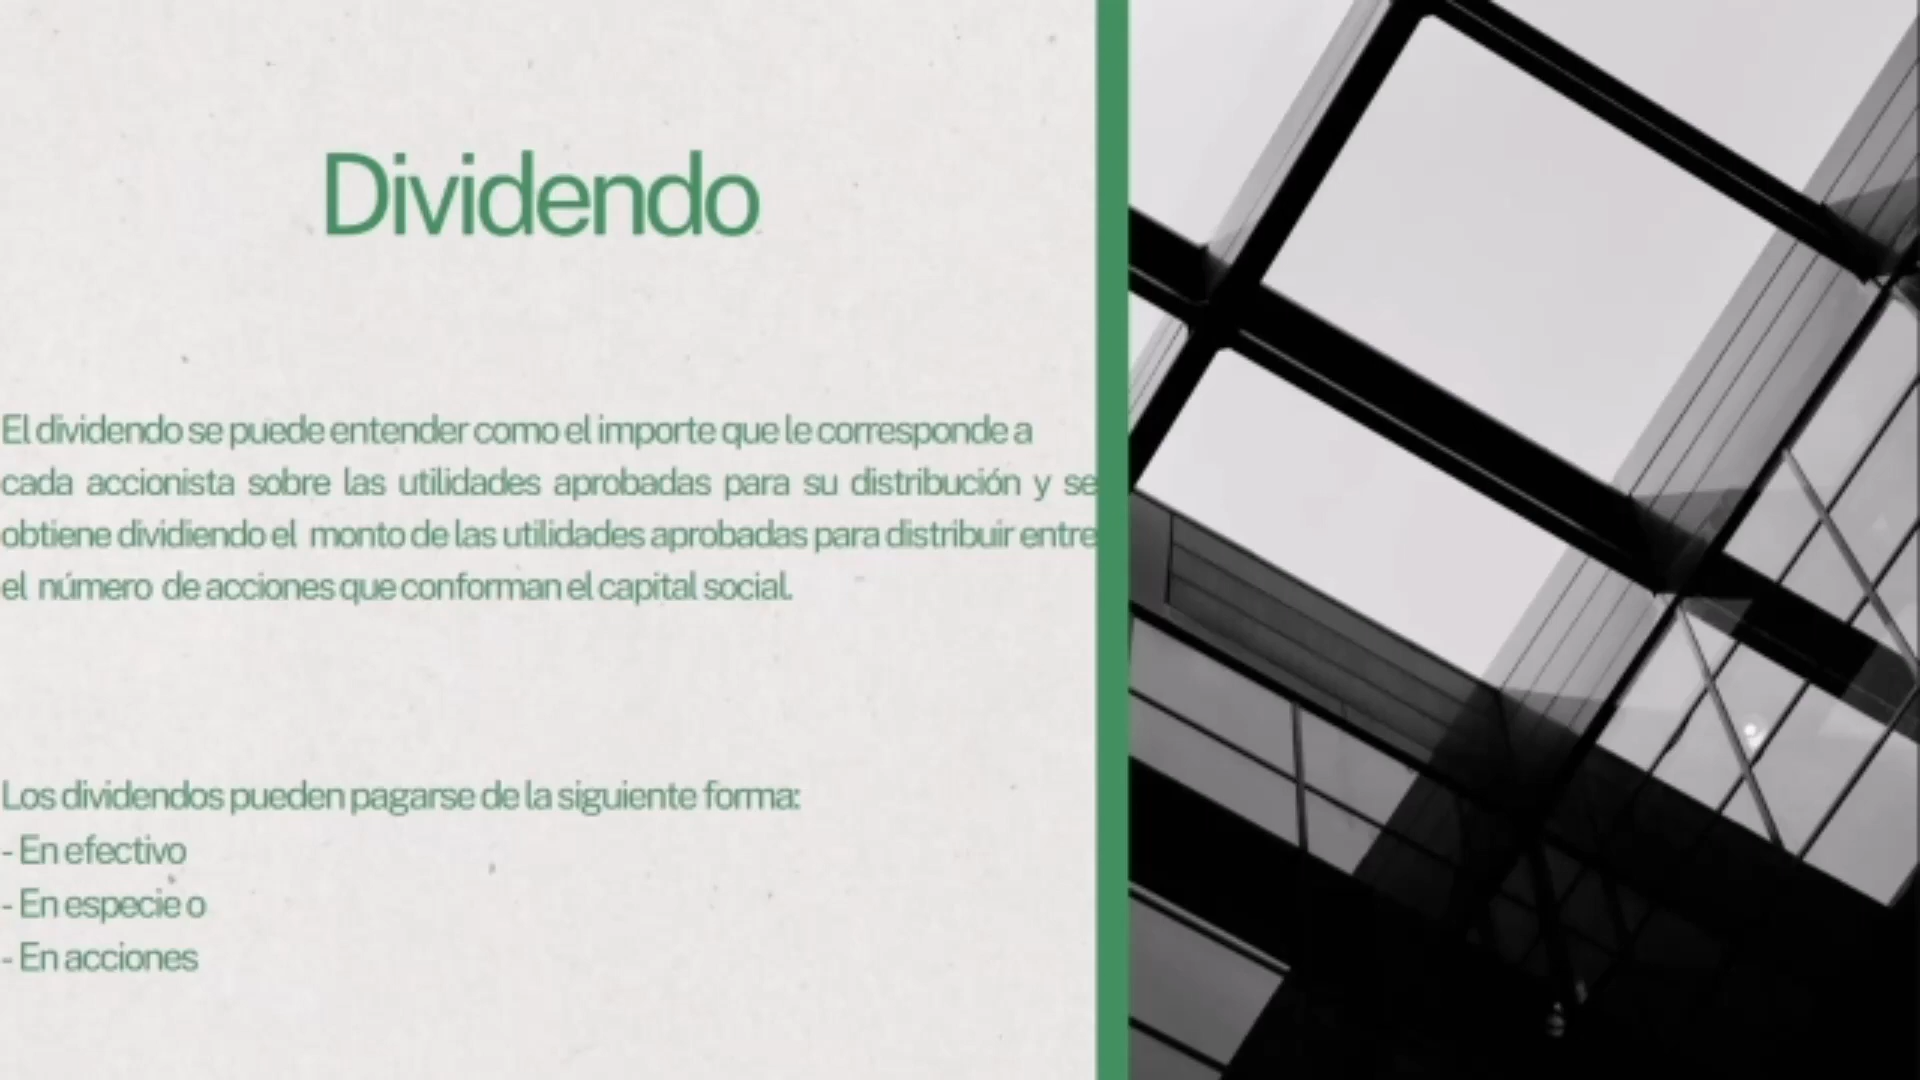 Dividendo
El dividendo se puede entender como el importe que le corresponde a
cada accionista sobre las utilidades aprobadas para su distribución y se
obtiene dividiendo el monto de las utilidades aprobadas para distribuir entre
el número de acciones que conforman el capital social.
Los dividendos pueden pagarse de la siguiente forma:
- En efectivo
- En especie o
- En acciones